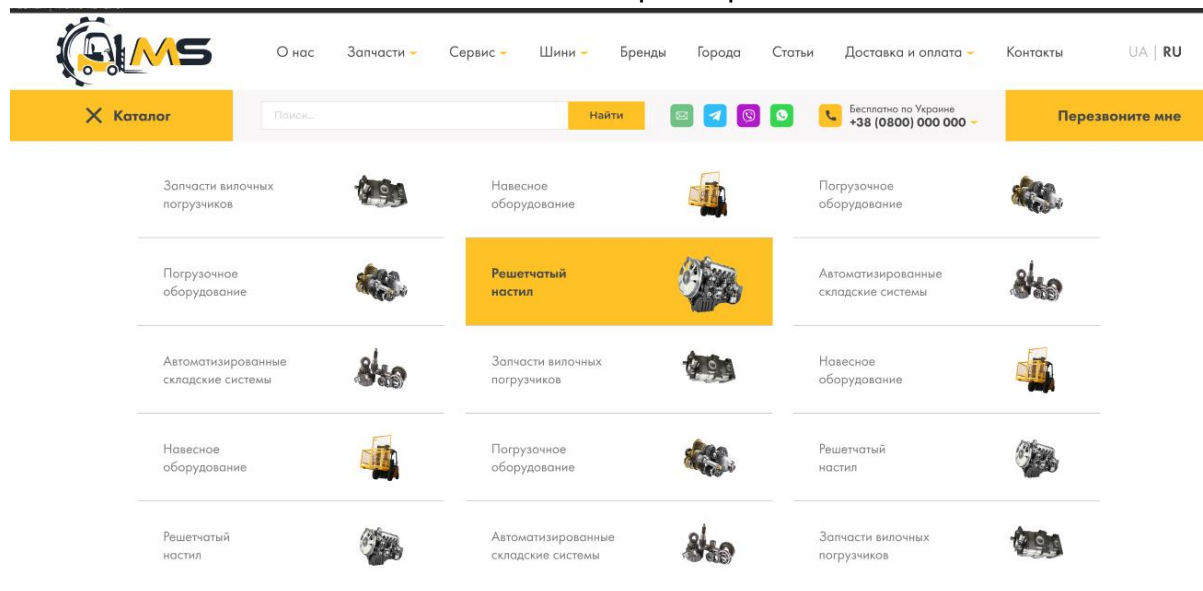 MS
О нас
Запчасти
Сервис
Шини
Бренды
Города
Статьи
Доставка и оплата
Контакты
UA | RU
Каталог
Поиск...
Найти
Бесплатно по Украине
+38 (0800) 000 000
Перезвоните мне
Запчасти вилочных
погрузчиков
Навесное
оборудование
Погрузочное
оборудование
Погрузочное
оборудование
Решетчатый
настил
Автоматизированные
складские системы
Автоматизированные
складские системы
Запчасти вилочных
погрузчиков
Навесное
оборудование
Навесное
оборудование
Погрузочное
оборудование
Решетчатый
настил
Решетчатый
настил
Автоматизированные
складские системы
Запчасти вилочных
погрузчиков